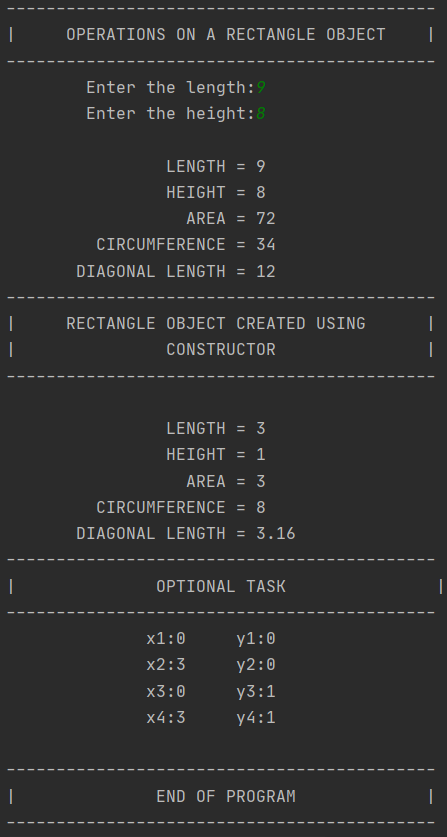 -------------------------------------------
|     OPERATIONS ON A RECTANGLE OBJECT    |
-------------------------------------------
        Enter the length:9
        Enter the height:8

                LENGTH = 9
                HEIGHT = 8
                  AREA = 72
         CIRCUMFERENCE = 34
       DIAGONAL LENGTH = 12
-------------------------------------------
|     RECTANGLE OBJECT CREATED USING      |
|               CONSTRUCTOR               |
-------------------------------------------

                LENGTH = 3
                HEIGHT = 1
                  AREA = 3
         CIRCUMFERENCE = 8
       DIAGONAL LENGTH = 3.16
-------------------------------------------
|              OPTIONAL TASK               |
-------------------------------------------
              x1:0     y1:0
              x2:3     y2:0
              x3:0     y3:1
              x4:3     y4:1

-------------------------------------------
|              END OF PROGRAM             |
-------------------------------------------